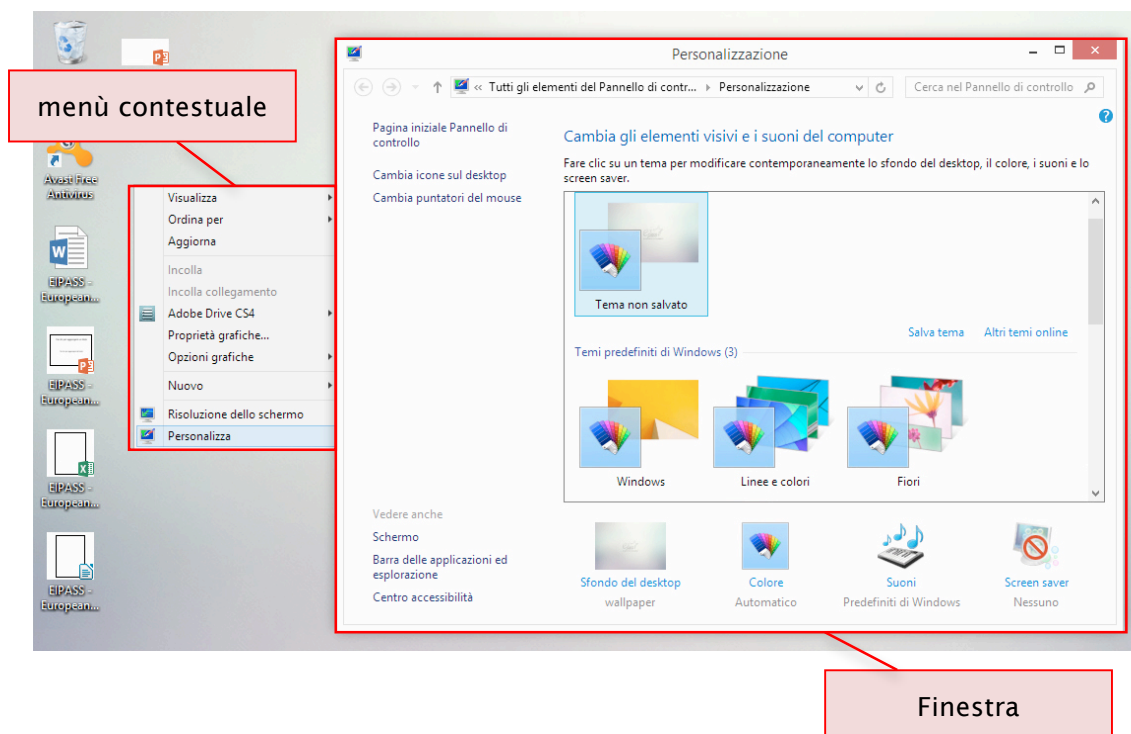 menù contestuale
Avast Free
Antivirus
EIPASS -
European...
EIPASS -
European...
EIPASS -
European...
EIPASS -
European...
Visualizza
Ordina per
Aggiorna
Incolla
Incolla collegamento
Adobe Drive CS4
Proprietà grafiche...
Opzioni grafiche
Nuovo
Risoluzione dello schermo
Personalizza
Personalizzazione
« Tutti gli elementi del Pannello di contr... Personalizzazione
Cerca nel Pannello di controllo
Pagina iniziale Pannello di
controllo
Cambia icone sul desktop
Cambia puntatori del mouse
Cambia gli elementi visivi e i suoni del computer
Fare clic su un tema per modificare contemporaneamente lo sfondo del desktop, il colore, i suoni e lo
screen saver.
Tema non salvato
Salva tema Altri temi online
Temi predefiniti di Windows (3)
Windows Linee e colori Fiori
Vedere anche
Schermo
Barra delle applicazioni ed
esplorazione
Centro accessibilità
Sfondo del desktop Colore Suoni Screen saver
wallpaper Automatico Predefiniti di Windows Nessuno
Finestra